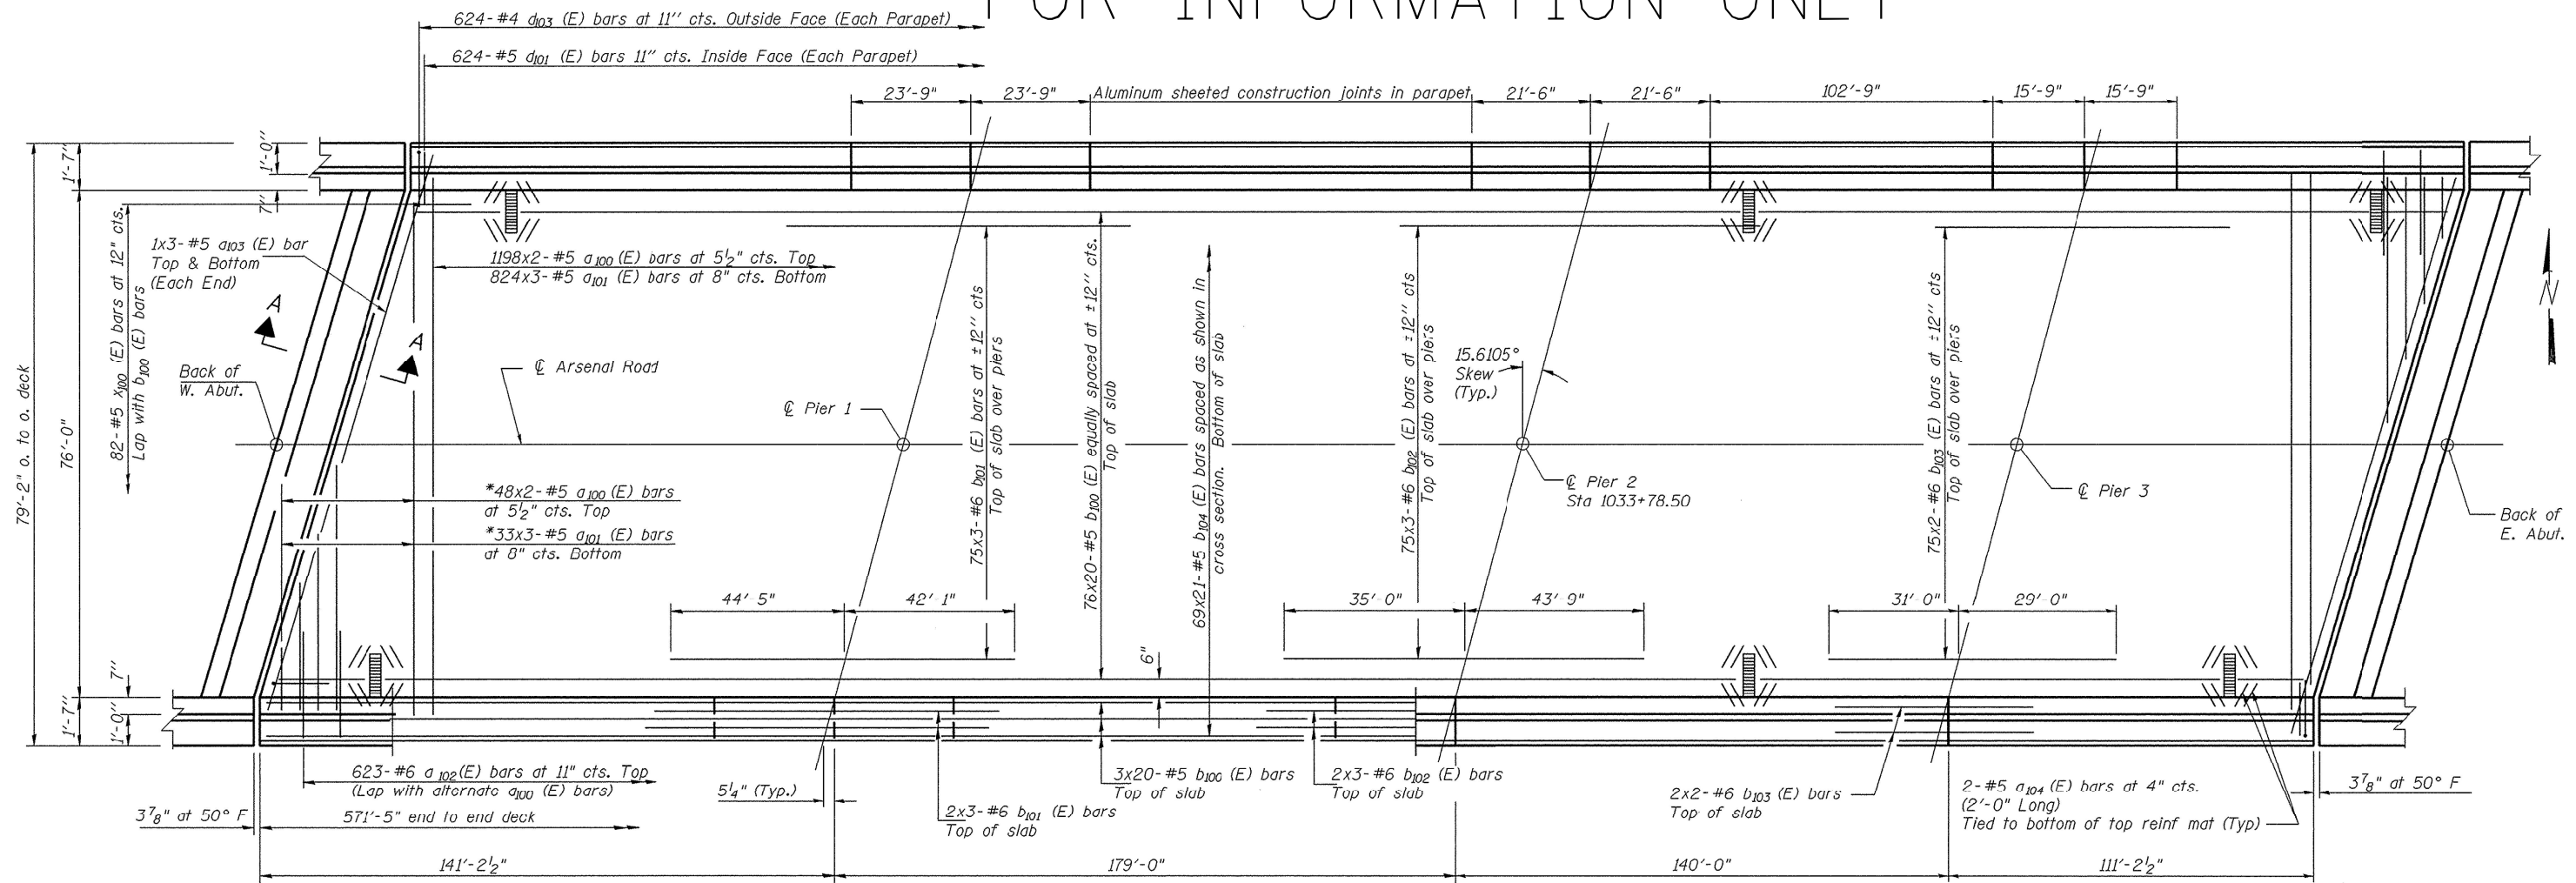 FOR INFORMATION ONLY
624-#4 d103 (E) bars at 11" cts. Outside Face (Each Parapet)
624-#5 d101 (E) bars 11" cts. Inside Face (Each Parapet)
23'-9"
23'-9"
Aluminum sheeted construction joints in parapet
21'-6"
21'-6"
102'-9"
15'-9"
15'-9"
79'-2" o. to o. deck
1'-7"
76'-0"
1'-7"
1'-0"
7"
82-#5 x100 (E) bars at 12" cts.
Lap with b100 (E) bars
1x3-#5 a103 (E) bar
Top & Bottom
(Each End)
A
A
Back of
W. Abut.
1198x2-#5 a100 (E) bars at 5½" cts. Top
824x3-#5 a101 (E) bars at 8" cts. Bottom
℄ Arsenal Road
℄ Pier 1
75x3-#6 b101 (E) bars at ±12" cts
Top of slab over piers
76x20-#5 b100 (E) equally spaced at ±12" cts.
Top of slab
69x21-#5 b104 (E) bars spaced as shown in
cross section. Bottom of slab
75x3-#6 b102 (E) bars at ±12" cts
Top of slab over piers
15.6105°
Skew
(Typ.)
℄ Pier 2
Sta 1033+78.50
75x2-#6 b103 (E) bars at ±12" cts
Top of slab over piers
℄ Pier 3
N
Back of
E. Abut.
*48x2-#5 a100 (E) bars
at 5½" cts. Top
*33x3-#5 a101 (E) bars
at 8" cts. Bottom
44'-5"
42'-1"
35'-0"
43'-9"
31'-0"
29'-0"
6"
7"
1'-0"
623-#6 a102(E) bars at 11" cts. Top
(Lap with alternate a100 (E) bars)
5¼" (Typ.)
3⅞" at 50° F
571'-5" end to end deck
2x3-#6 b101 (E) bars
Top of slab
3x20-#5 b100 (E) bars
Top of slab
2x3-#6 b102 (E) bars
Top of slab
2x2-#6 b103 (E) bars
Top of slab
2-#5 a104 (E) bars at 4" cts.
(2'-0" Long)
Tied to bottom of top reinf mat (Typ)
3⅞" at 50° F
141'-2½"
179'-0"
140'-0"
111'-2½"